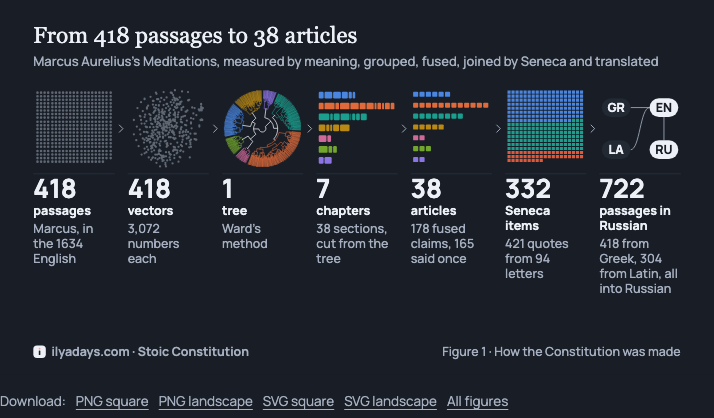 From 418 passages to 38 articles
Marcus Aurelius's Meditations, measured by meaning, grouped, fused, joined by Seneca and translated
GR
EN
LA
RU
418
passages
Marcus, in
the 1634
English
418
vectors
3,072
numbers
each
1
tree
Ward's
method
7
chapters
38 sections,
cut from the
tree
38
articles
178 fused
claims, 165
said once
332
Seneca
items
421 quotes
from 94
letters
722
passages in
Russian
418 from
Greek, 304
from Latin, all
into Russian
i ilyadays.com · Stoic Constitution
Figure 1 · How the Constitution was made
Download: PNG square PNG landscape SVG square SVG landscape All figures